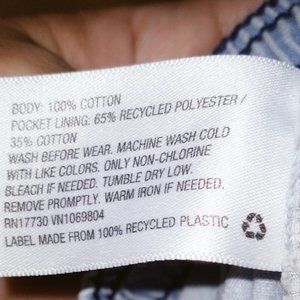 BODY: 100% COTTON
POCKET LINING: 65% RECYCLED POLYESTER /
35% COTTON
WASH BEFORE WEAR. MACHINE WASH COLD
WITH LIKE COLORS. ONLY NON-CHLORINE
BLEACH IF NEEDED. TUMBLE DRY LOW.
REMOVE PROMPTLY. WARM IRON IF NEEDED.
RN17730 VN1069804
LABEL MADE FROM 100% RECYCLED PLASTIC